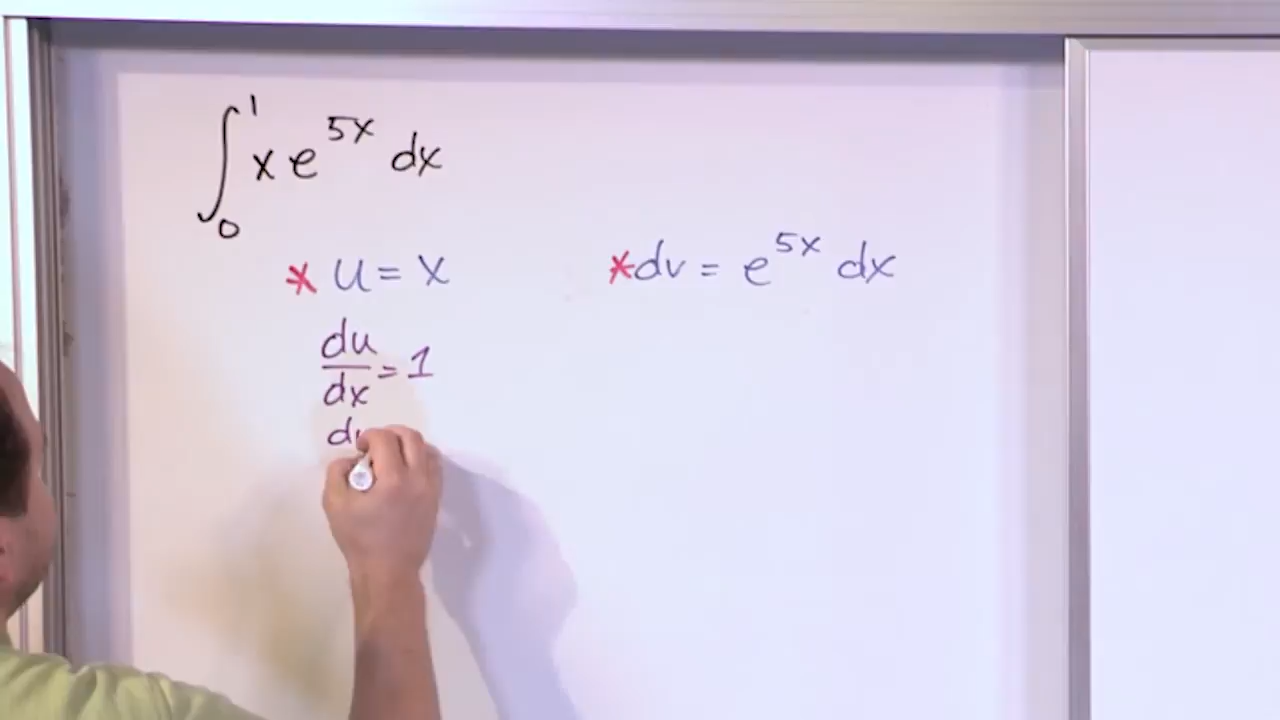 ∫₀¹ x e^{5x} dx
* u = x
* dv = e^{5x} dx
du/dx = 1